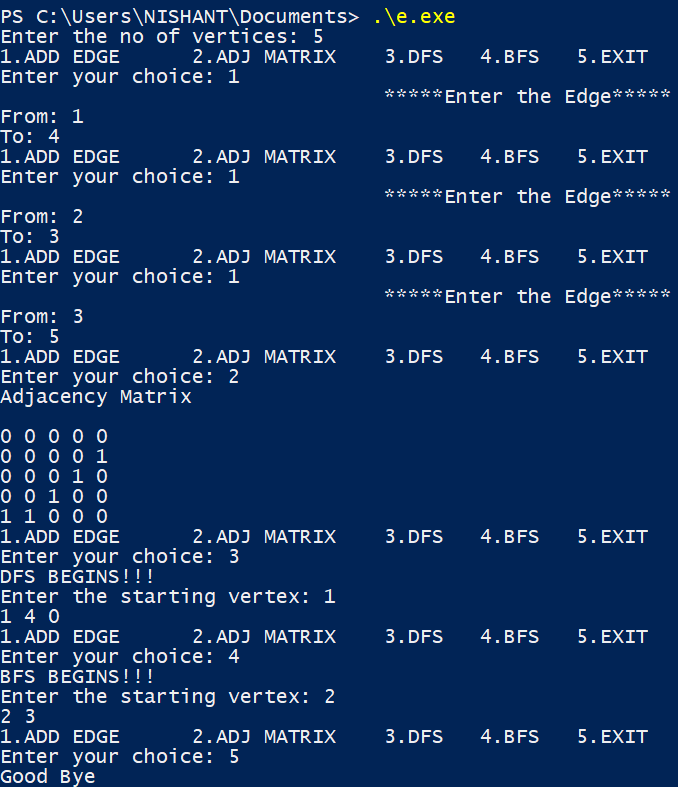 PS C:\Users\NISHANT\Documents> .\e.exe
Enter the no of vertices: 5
1.ADD EDGE      2.ADJ MATRIX    3.DFS   4.BFS   5.EXIT
Enter your choice: 1
*****Enter the Edge*****
From: 1
To: 4
1.ADD EDGE      2.ADJ MATRIX    3.DFS   4.BFS   5.EXIT
Enter your choice: 1
*****Enter the Edge*****
From: 2
To: 3
1.ADD EDGE      2.ADJ MATRIX    3.DFS   4.BFS   5.EXIT
Enter your choice: 1
*****Enter the Edge*****
From: 3
To: 5
1.ADD EDGE      2.ADJ MATRIX    3.DFS   4.BFS   5.EXIT
Enter your choice: 2
Adjacency Matrix
0 0 0 0 0
0 0 0 0 1
0 0 0 1 0
0 0 1 0 0
1 1 0 0 0
1.ADD EDGE      2.ADJ MATRIX    3.DFS   4.BFS   5.EXIT
Enter your choice: 3
DFS BEGINS!!!
Enter the starting vertex: 1
1 4 0
1.ADD EDGE      2.ADJ MATRIX    3.DFS   4.BFS   5.EXIT
Enter your choice: 4
BFS BEGINS!!!
Enter the starting vertex: 2
2 3
1.ADD EDGE      2.ADJ MATRIX    3.DFS   4.BFS   5.EXIT
Enter your choice: 5
Good Bye